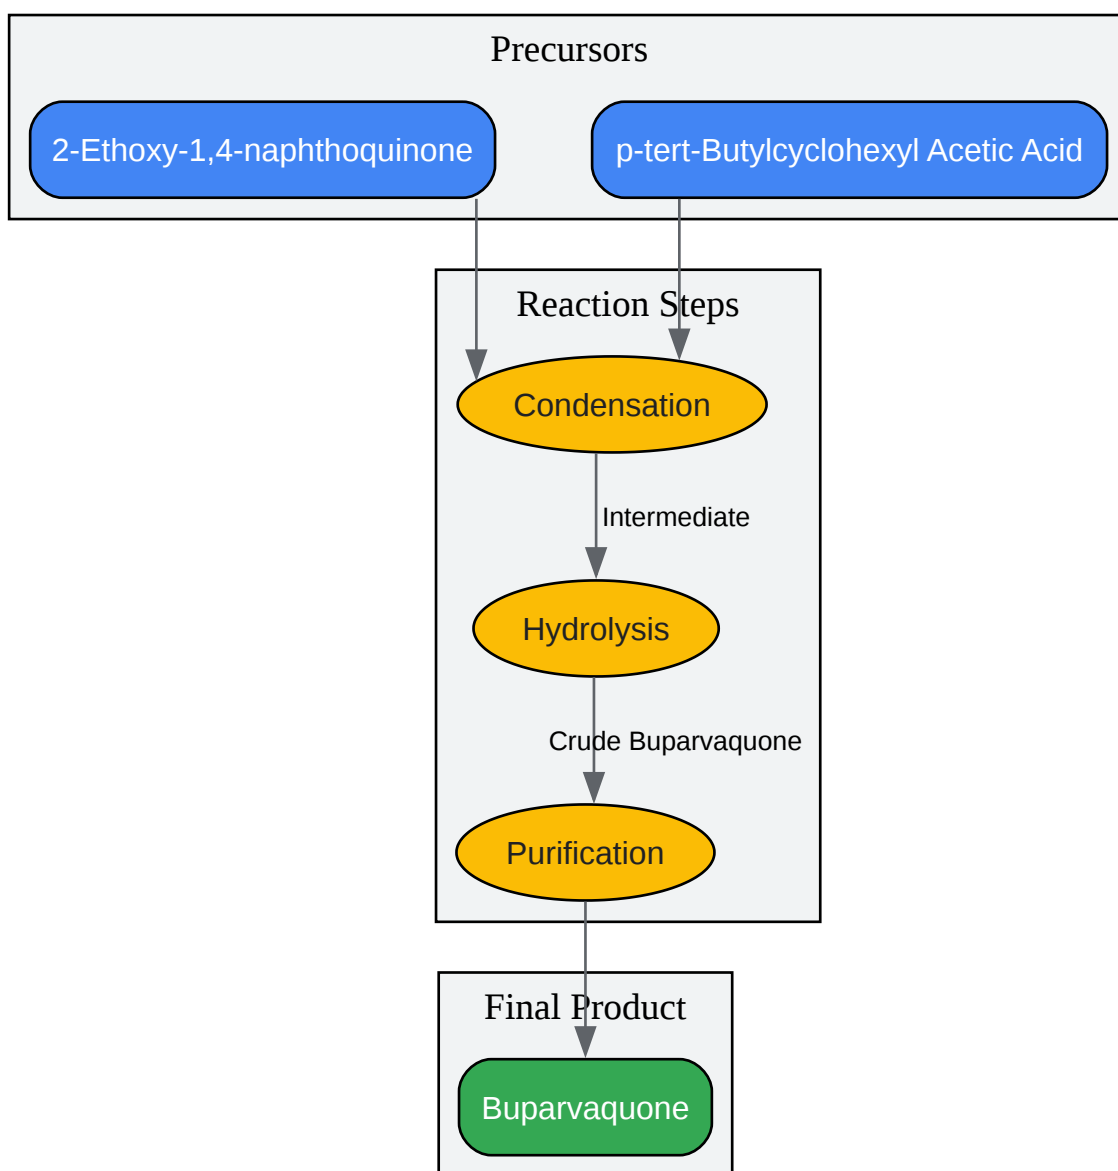 Precursors
2-Ethoxy-1,4-naphthoquinone
p-tert-Butylcyclohexyl Acetic Acid
Reaction Steps
Condensation
Intermediate
Hydrolysis
Crude Buparvaquone
Purification
Final Product
Buparvaquone